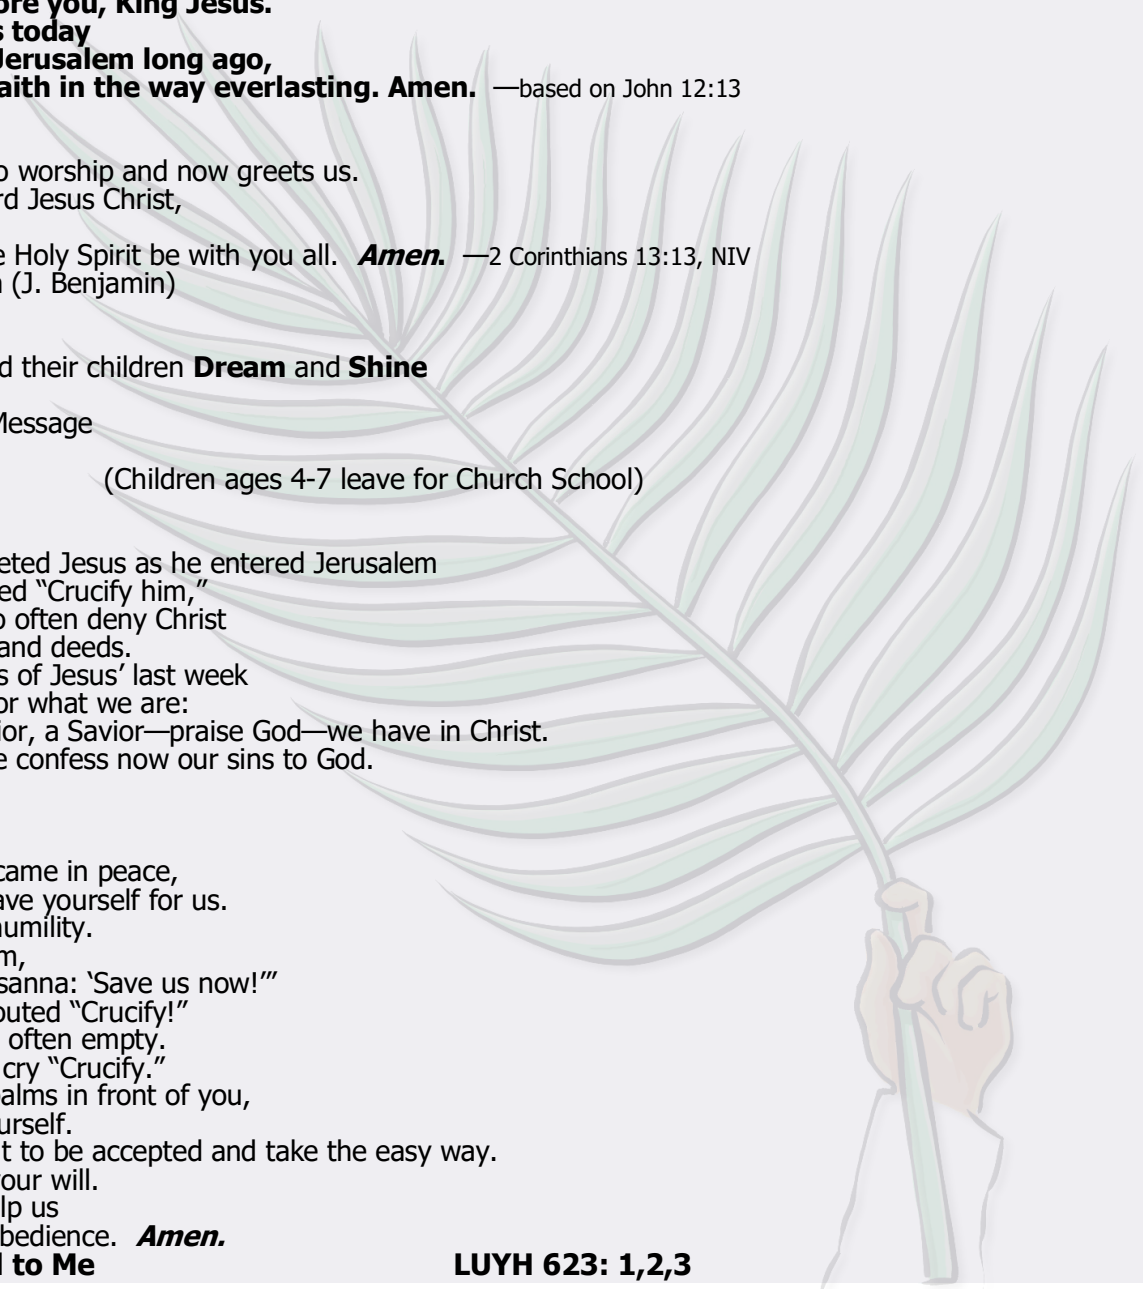 ore you, King Jesus.
s today
Jerusalem long ago,
aith in the way everlasting. Amen. —based on John 12:13
o worship and now greets us.
rd Jesus Christ,
e Holy Spirit be with you all. Amen. —2 Corinthians 13:13, NIV
(J. Benjamin)
d their children Dream and Shine
Message
(Children ages 4-7 leave for Church School)
eted Jesus as he entered Jerusalem
ed “Crucify him,”
o often deny Christ
and deeds.
s of Jesus’ last week
or what we are:
ior, a Savior—praise God—we have in Christ.
e confess now our sins to God.
came in peace,
ave yourself for us.
humility.
m,
sanna: ‘Save us now!’”
outed “Crucify!”
often empty.
cry “Crucify.”
alms in front of you,
urself.
t to be accepted and take the easy way.
our will.
lp us
bedience. Amen.
l to Me LUYH 623: 1,2,3